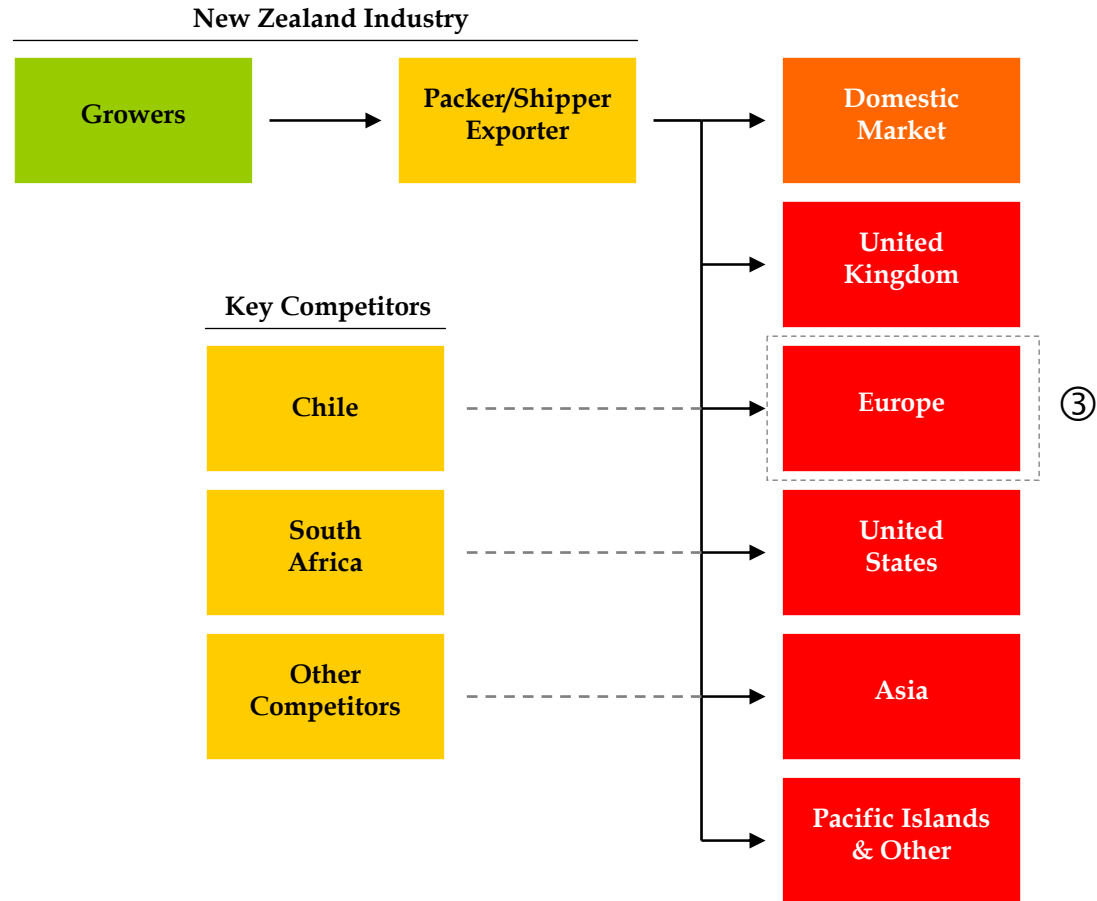 New Zealand Industry
Growers
Packer/Shipper
Exporter
Domestic
Market
United
Kingdom
Key Competitors
Chile
Europe
③
South
Africa
United
States
Other
Competitors
Asia
Pacific Islands
& Other